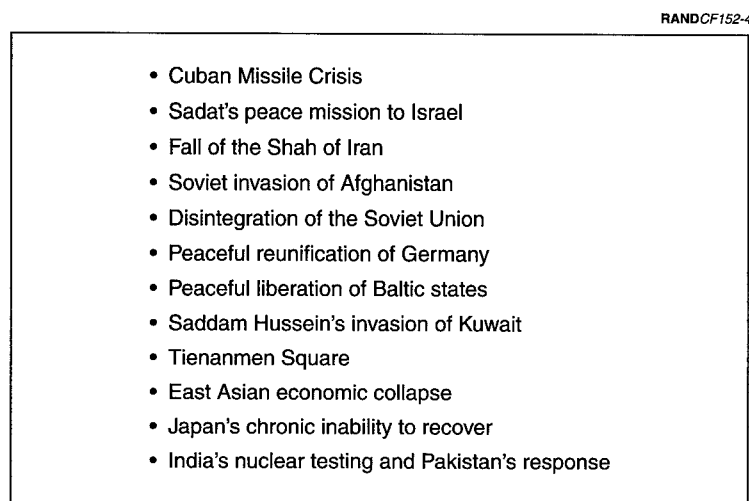 RANDCF152-4
• Cuban Missile Crisis
• Sadat's peace mission to Israel
• Fall of the Shah of Iran
• Soviet invasion of Afghanistan
• Disintegration of the Soviet Union
• Peaceful reunification of Germany
• Peaceful liberation of Baltic states
• Saddam Hussein's invasion of Kuwait
• Tienanmen Square
• East Asian economic collapse
• Japan's chronic inability to recover
• India's nuclear testing and Pakistan's response